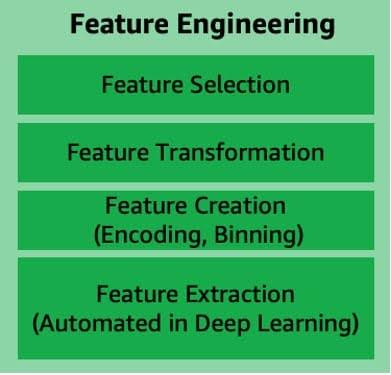 Feature Engineering
Feature Selection
Feature Transformation
Feature Creation
(Encoding, Binning)
Feature Extraction
(Automated in Deep Learning)